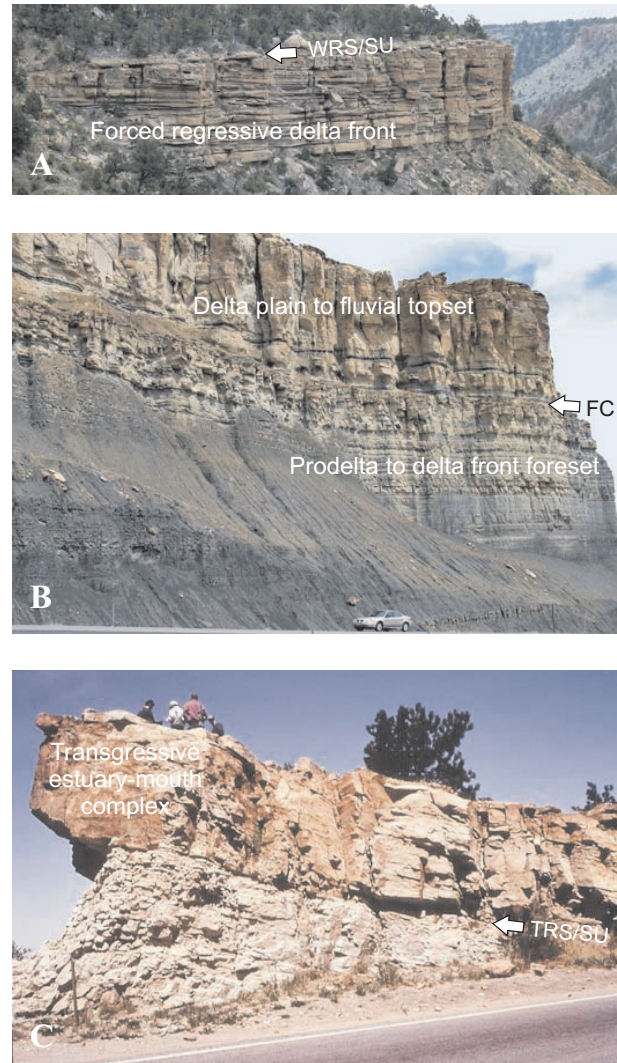 WRS/SU
Forced regressive delta front
A
Delta plain to fluvial topset
FC
Prodelta to delta front foreset
B
Transgressive
estuary-mouth
complex
TRS/SU
C